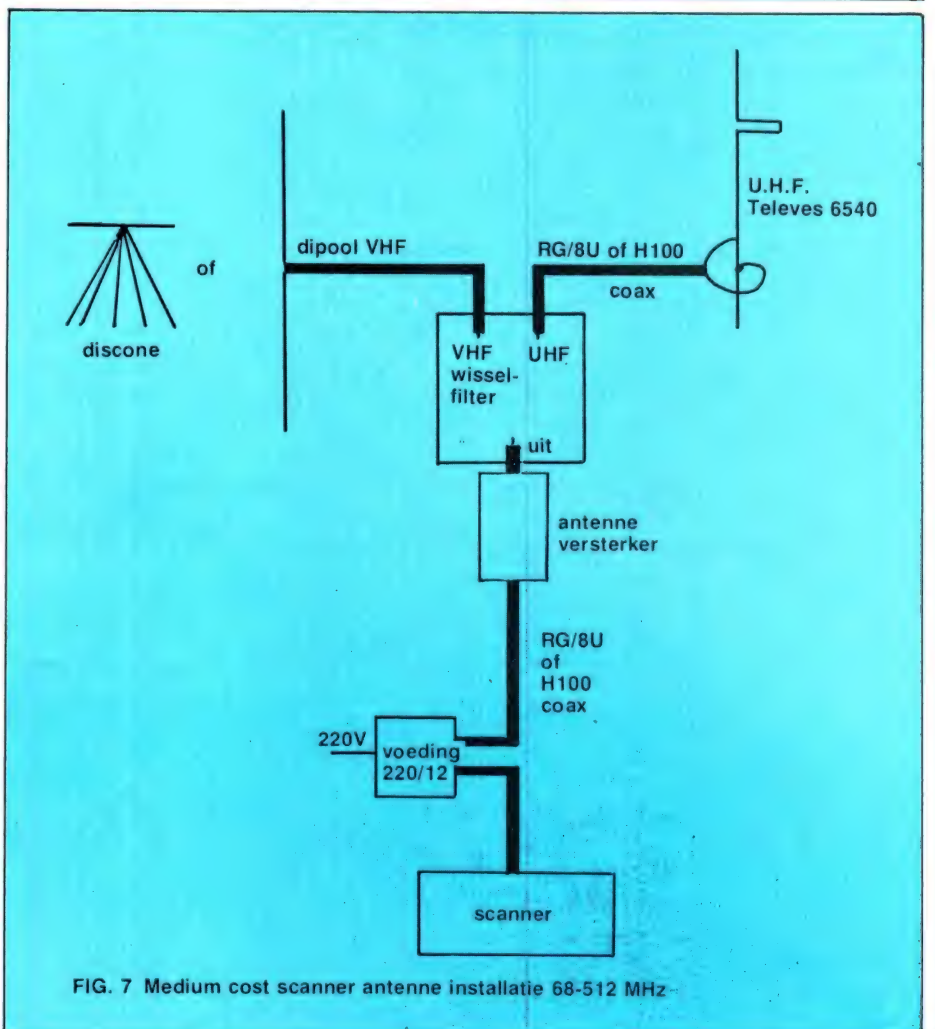 U.H.F.
Televes 6540
dipool VHF
RG/8U of H100
coax
of
discone
VHF
UHF
wissel-
filter
uit
antenne
versterker
RG/8U
of
H100
coax
220V
voeding
220/12
scanner
FIG. 7 Medium cost scanner antenne installatie 68-512 MHz